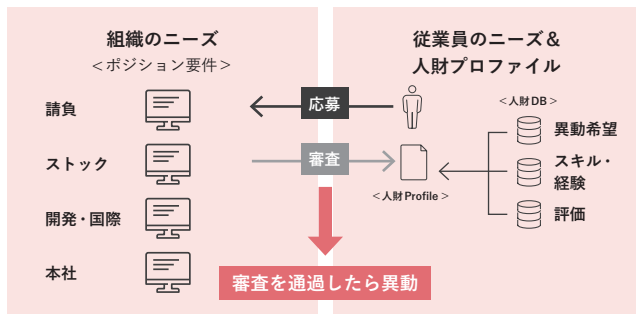 組織のニーズ
＜ポジション要件＞
請負
ストック
開発・国際
本社
応募
審査
従業員のニーズ＆
人財プロファイル
＜人財DB＞
異動希望
スキル・
経験
評価
＜人財Profile＞
審査を通過したら異動